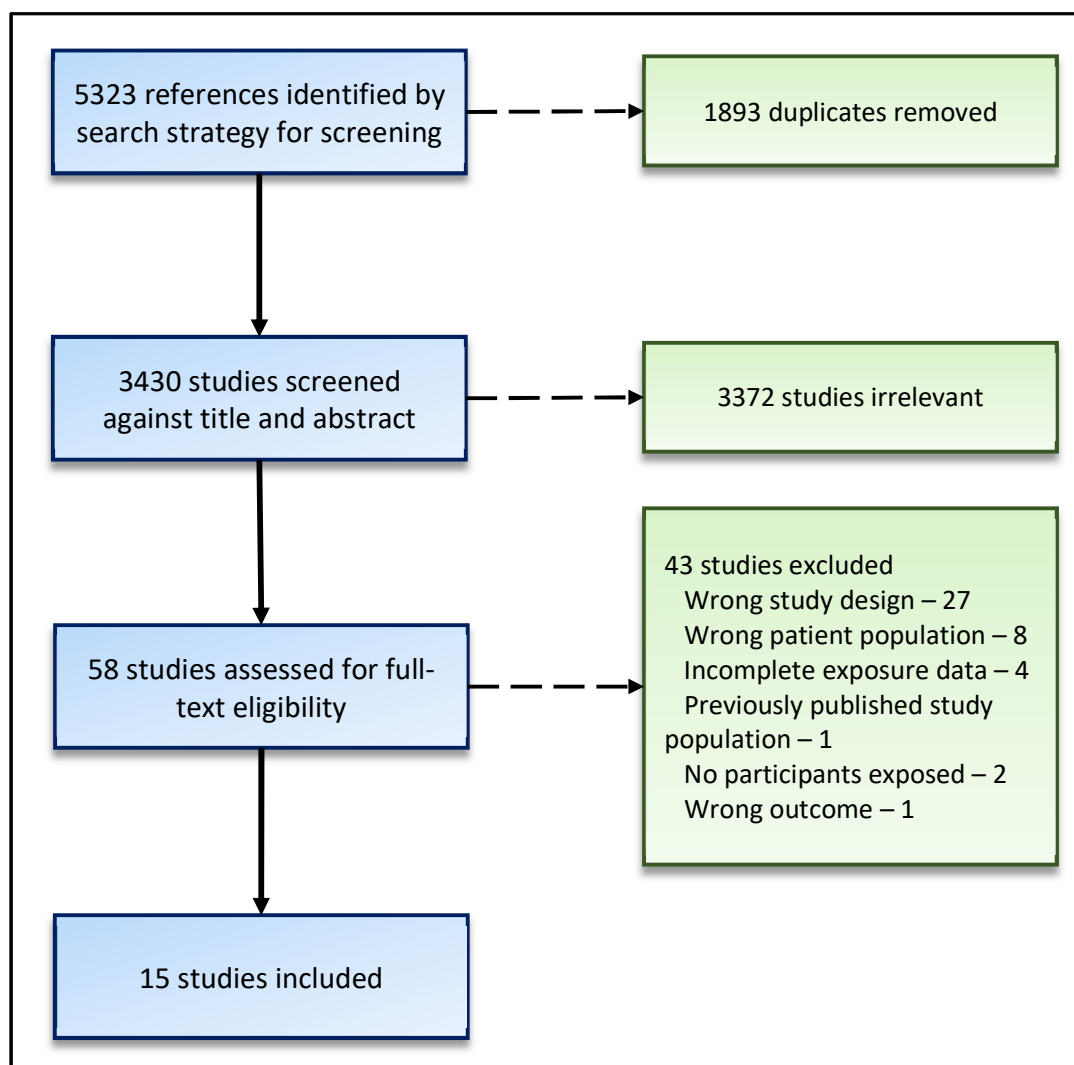 5323 references identified by
search strategy for screening
1893 duplicates removed
3430 studies screened
against title and abstract
3372 studies irrelevant
58 studies assessed for full-
text eligibility
43 studies excluded
Wrong study design – 27
Wrong patient population – 8
Incomplete exposure data – 4
Previously published study
population – 1
No participants exposed – 2
Wrong outcome – 1
15 studies included